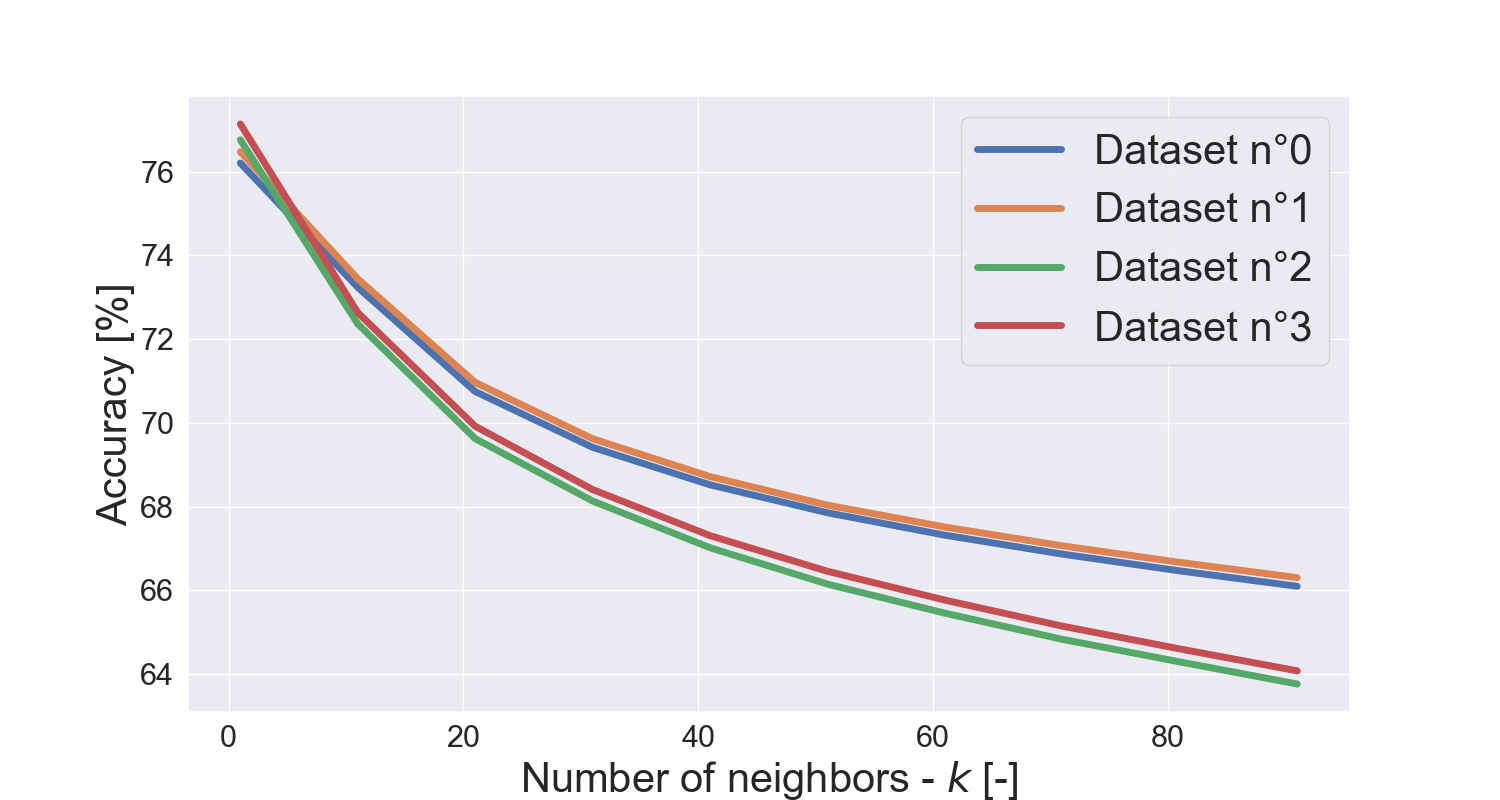 Accuracy [%]
76
74
72
70
68
66
64
Dataset n°0
Dataset n°1
Dataset n°2
Dataset n°3
0 20 40 60 80
Number of neighbors - k [-]